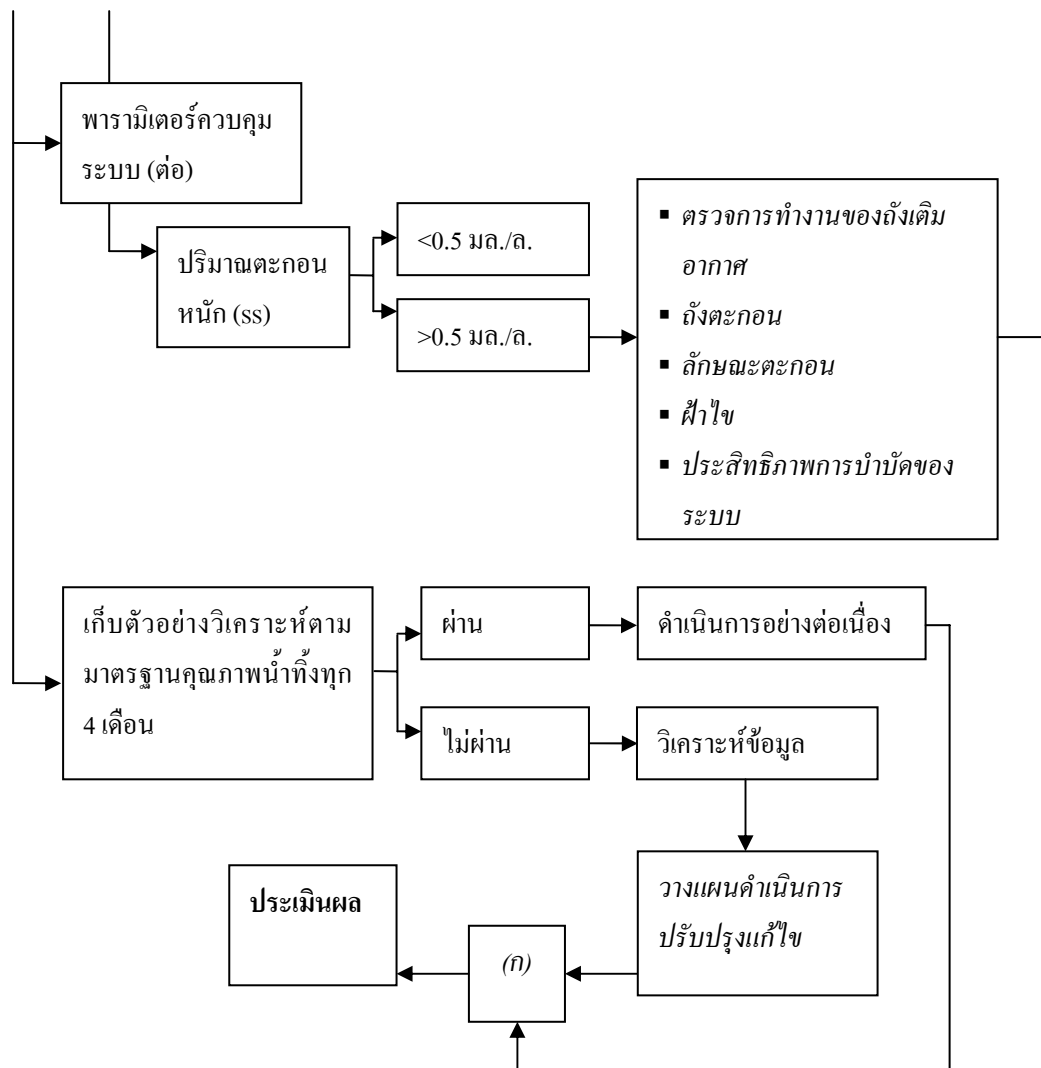 พารามิเตอร์ควบคุม
ระบบ (ต่อ)
ปริมาณตะกอน
หนัก (ss)
<0.5 มล./ล.
>0.5 มล./ล.
▪ ตรวจการทำงานของถังเติม
อากาศ
▪ ถังตะกอน
▪ ลักษณะตะกอน
▪ ฝ้าไข
▪ ประสิทธิภาพการบำบัดของ
ระบบ
เก็บตัวอย่างวิเคราะห์ตาม
มาตรฐานคุณภาพน้ำทิ้งทุก
4 เดือน
ผ่าน
ดำเนินการอย่างต่อเนื่อง
ไม่ผ่าน
วิเคราะห์ข้อมูล
วางแผนดำเนินการ
ปรับปรุงแก้ไข
(ก)
ประเมินผล